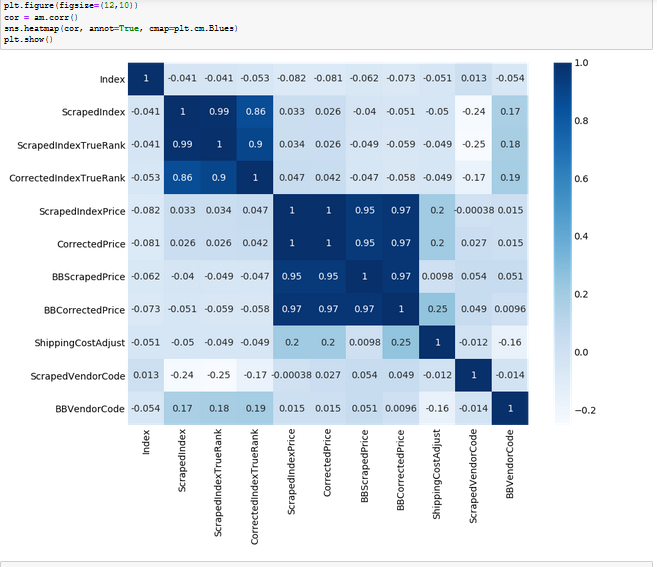 plt.figure(figsize=(12,10))
cor = am.corr()
sns.heatmap(cor, annot=True, cmap=plt.cm.Blues)
plt.show()
Index 1 -0.041 -0.041 -0.053 -0.082 -0.081 -0.062 -0.073 -0.051 0.013 -0.054
ScrapedIndex -0.041 1 0.99 0.86 0.033 0.026 -0.04 -0.051 -0.05 -0.24 0.17
ScrapedIndexTrueRank -0.041 0.99 1 0.9 0.034 0.026 -0.049 -0.059 -0.049 -0.25 0.18
CorrectedIndexTrueRank -0.053 0.86 0.9 1 0.047 0.042 -0.047 -0.058 -0.049 -0.17 0.19
ScrapedIndexPrice -0.082 0.033 0.034 0.047 1 1 0.95 0.97 0.2 -0.00038 0.015
CorrectedPrice -0.081 0.026 0.026 0.042 1 1 0.95 0.97 0.2 0.027 0.015
BBScrapedPrice -0.062 -0.04 -0.049 -0.047 0.95 0.95 1 0.97 0.0098 0.054 0.051
BBCorrectedPrice -0.073 -0.051 -0.059 -0.058 0.97 0.97 0.97 1 0.25 0.049 0.0096
ShippingCostAdjust -0.051 -0.05 -0.049 -0.049 0.2 0.2 0.0098 0.25 1 -0.012 -0.16
ScrapedVendorCode 0.013 -0.24 -0.25 -0.17 -0.00038 0.027 0.054 0.049 -0.012 1 -0.014
BBVendorCode -0.054 0.17 0.18 0.19 0.015 0.015 0.051 0.0096 -0.16 -0.014 1
Index
ScrapedIndex
ScrapedIndexTrueRank
CorrectedIndexTrueRank
ScrapedIndexPrice
CorrectedPrice
BBScrapedPrice
BBCorrectedPrice
ShippingCostAdjust
ScrapedVendorCode
BBVendorCode
1.0
0.8
0.6
0.4
0.2
0.0
−0.2